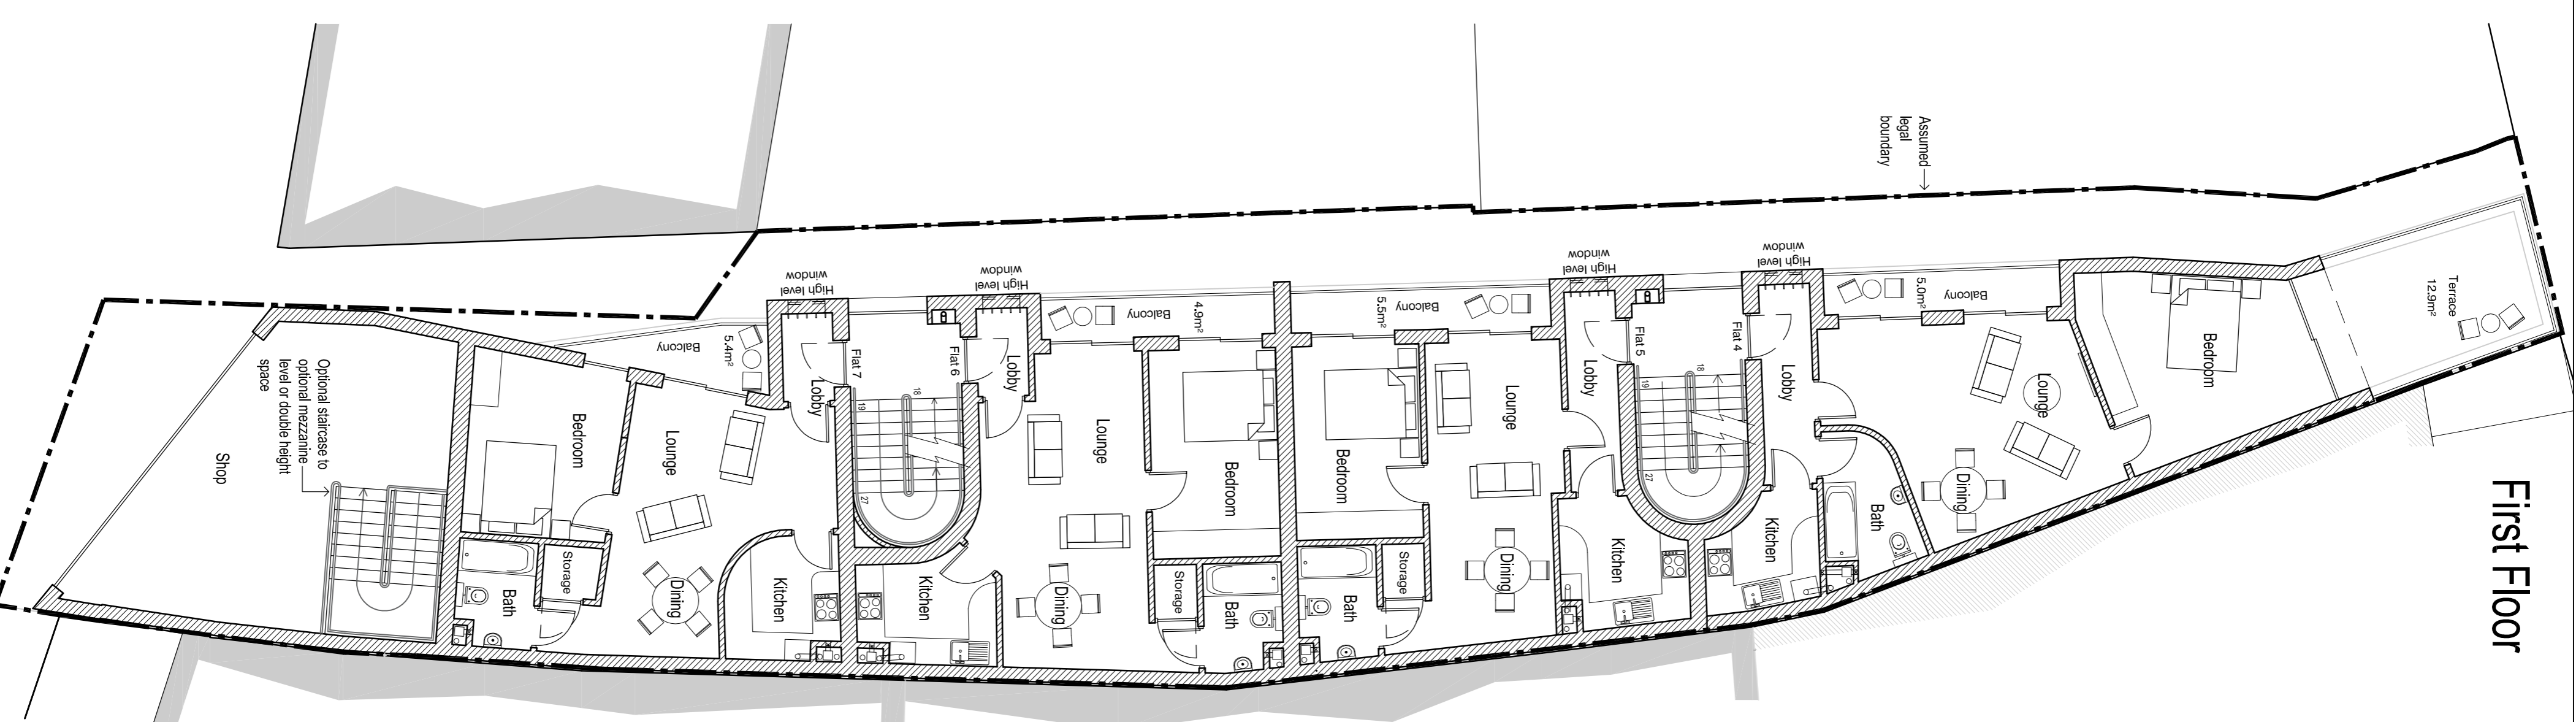 First Floor
Assumed
legal
boundary
Terrace
12.9m²
Bedroom
Lounge
Dining
Bath
Balcony
5.0m²
High level
window
Lobby
Kitchen
Flat 4
18
19
27
Flat 5
High level
window
Lobby
Kitchen
Balcony
5.5m²
Lounge
Dining
Bedroom
Storage
Bath
Balcony
4.9m²
Bedroom
Lounge
Dining
Storage
Bath
High level
window
Lobby
Kitchen
Flat 6
18
19
27
Flat 7
High level
window
Lobby
Kitchen
Balcony
5.4m²
Lounge
Dining
Bedroom
Storage
Bath
Optional staircase to
optional mezzanine
level or double height
space
Shop